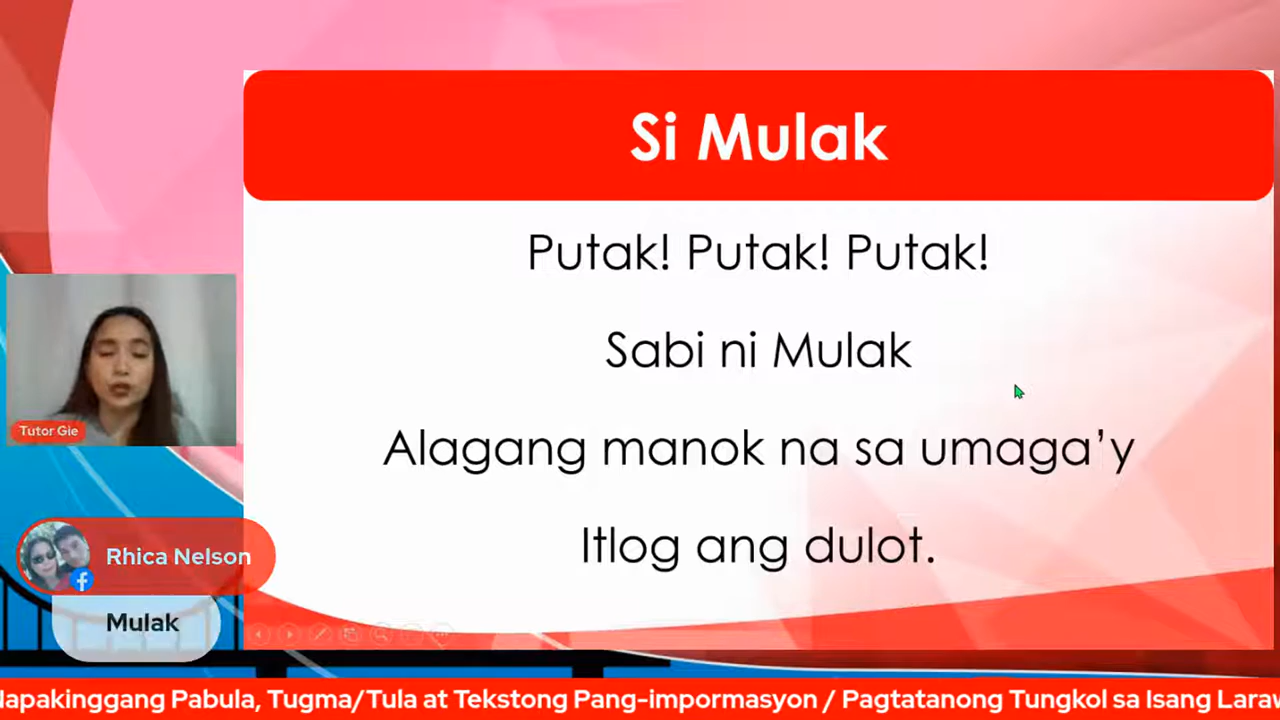 Si Mulak
Putak! Putak! Putak!
Sabi ni Mulak
Alagang manok na sa umaga’y
Itlog ang dulot.
Tutor Gie
Rhica Nelson
Mulak
Napakinggang Pabula, Tugma/Tula at Tekstong Pang-impormasyon / Pagtatanong Tungkol sa Isang